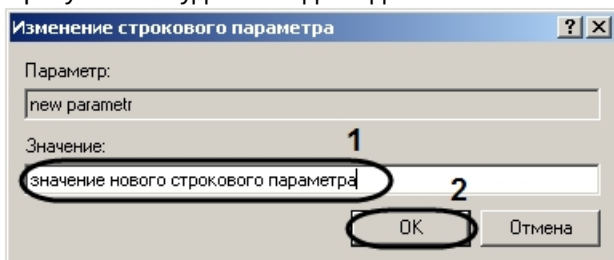 Изменение строкового параметра
Параметр:
new parametr
Значение:
1
значение нового строкового параметра
2
OK
Отмена